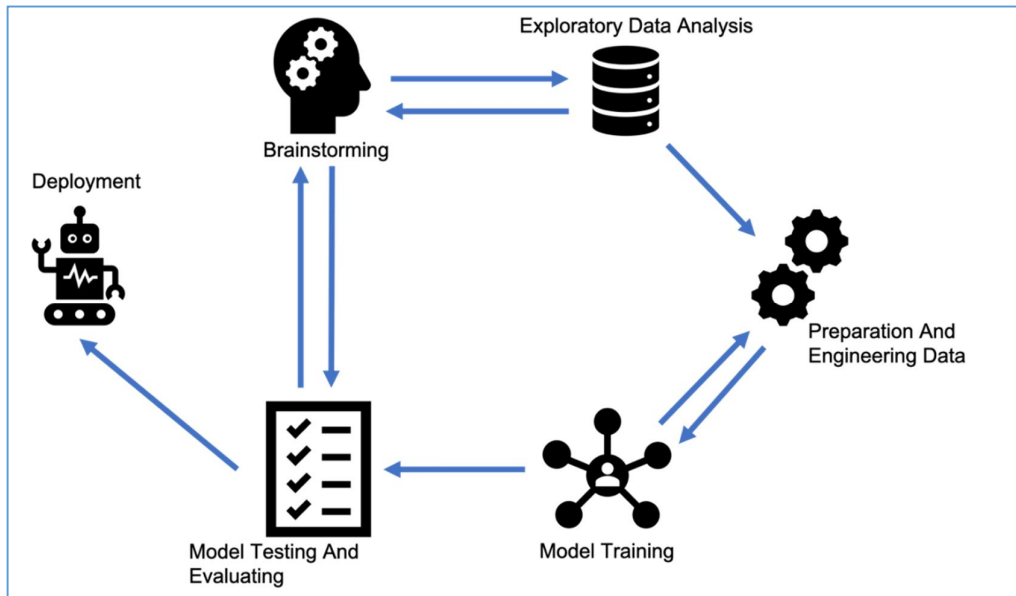 Exploratory Data Analysis
Brainstorming
Deployment
Preparation And
Engineering Data
Model Testing And
Evaluating
Model Training